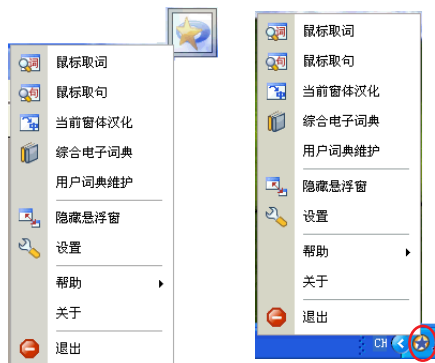 鼠标取词
鼠标取句
当前窗体汉化
综合电子词典
用户词典维护
隐藏悬浮窗
设置
帮助
关于
退出
鼠标取词
鼠标取句
当前窗体汉化
综合电子词典
用户词典维护
隐藏悬浮窗
设置
帮助
关于
退出
CH